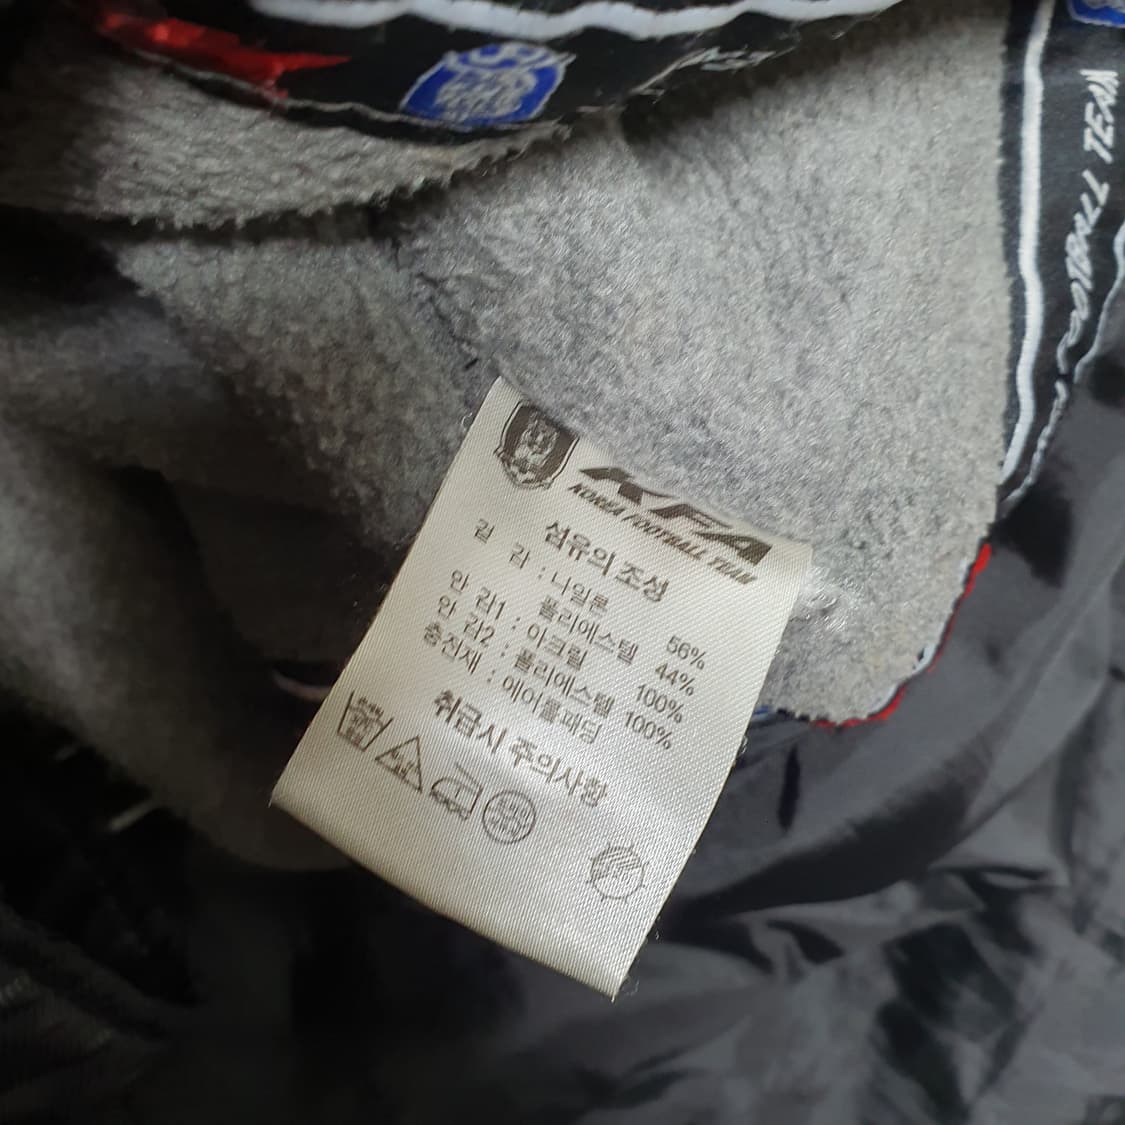 FOOTBALL TEAM
KFA
KOREA FOOTBALL TEAM
섬유의 조성
겉 감 : 나일론 56%
폴리에스텔 44%
안 감1 : 아크릴 100%
안 감2 : 폴리에스텔 100%
충전재 : 에어플패딩
취급시 주의사항